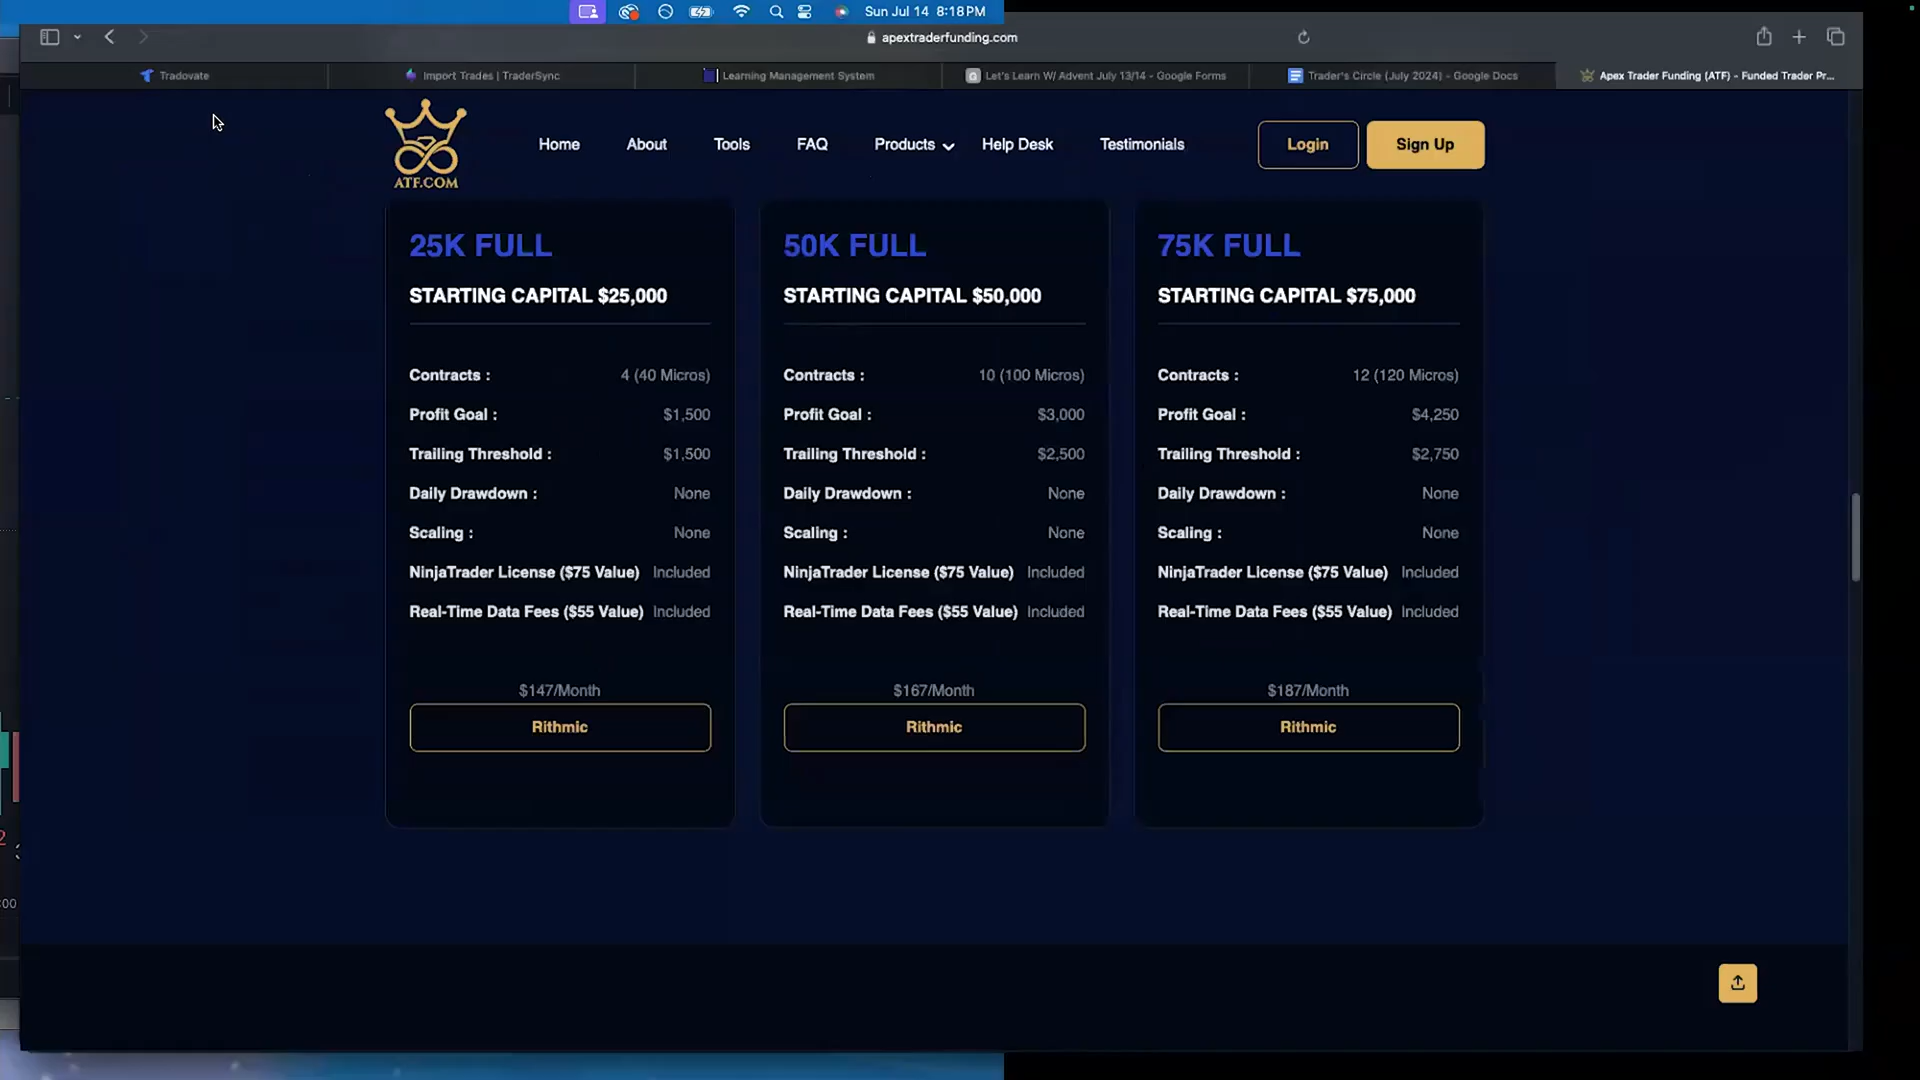 Sun Jul 14 8:18 PM
apextraderfunding.com
Tradovate
Import Trades | TraderSync
Learning Management System
Let's Learn W/ Advent July 13/14 - Google Forms
Trader's Circle (July 2024) - Google Docs
Apex Trader Funding (ATF) - Funded Trader Pr...
ATF.COM
Home
About
Tools
FAQ
Products
Help Desk
Testimonials
Login
Sign Up
25K FULL
STARTING CAPITAL $25,000
Contracts : 4 (40 Micros)
Profit Goal : $1,500
Trailing Threshold : $1,500
Daily Drawdown : None
Scaling : None
NinjaTrader License ($75 Value) Included
Real-Time Data Fees ($55 Value) Included
$147/Month
Rithmic
50K FULL
STARTING CAPITAL $50,000
Contracts : 10 (100 Micros)
Profit Goal : $3,000
Trailing Threshold : $2,500
Daily Drawdown : None
Scaling : None
NinjaTrader License ($75 Value) Included
Real-Time Data Fees ($55 Value) Included
$167/Month
Rithmic
75K FULL
STARTING CAPITAL $75,000
Contracts : 12 (120 Micros)
Profit Goal : $4,250
Trailing Threshold : $2,750
Daily Drawdown : None
Scaling : None
NinjaTrader License ($75 Value) Included
Real-Time Data Fees ($55 Value) Included
$187/Month
Rithmic
:00